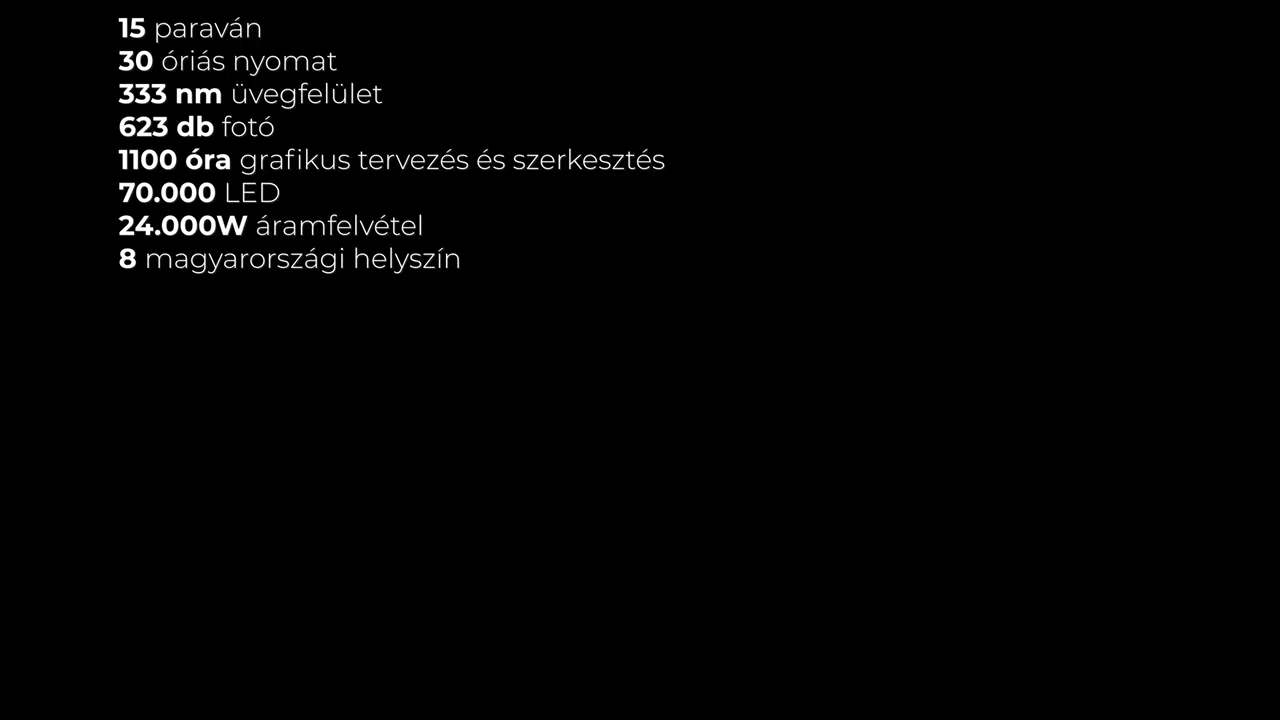 15 paraván
30 óriás nyomat
333 nm üvegfelület
623 db fotó
1100 óra grafikus tervezés és szerkesztés
70.000 LED
24.000W áramfelvétel
8 magyarországi helyszín